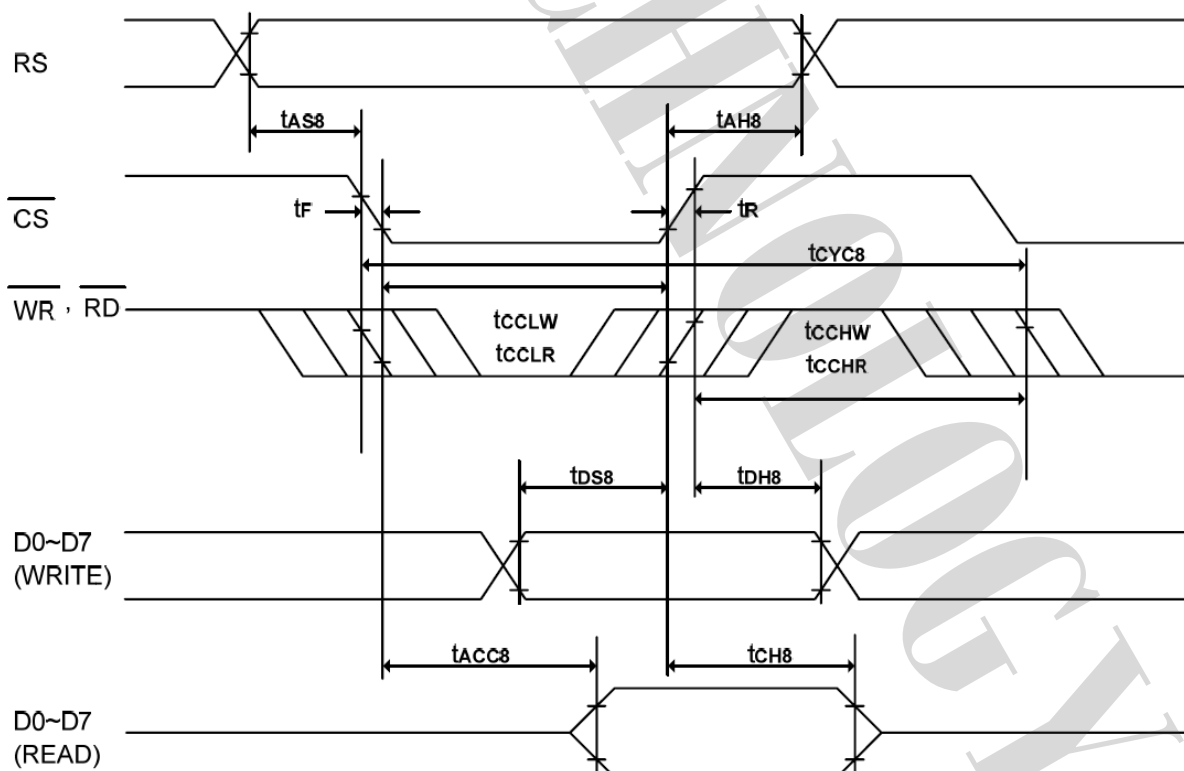 RS
tAS8
tAH8
CS
tF
tR
tCYC8
WR , RD
tCCLW
tCCLR
tCCHW
tCCHR
tDS8
tDH8
D0~D7
(WRITE)
tACC8
tCH8
D0~D7
(READ)